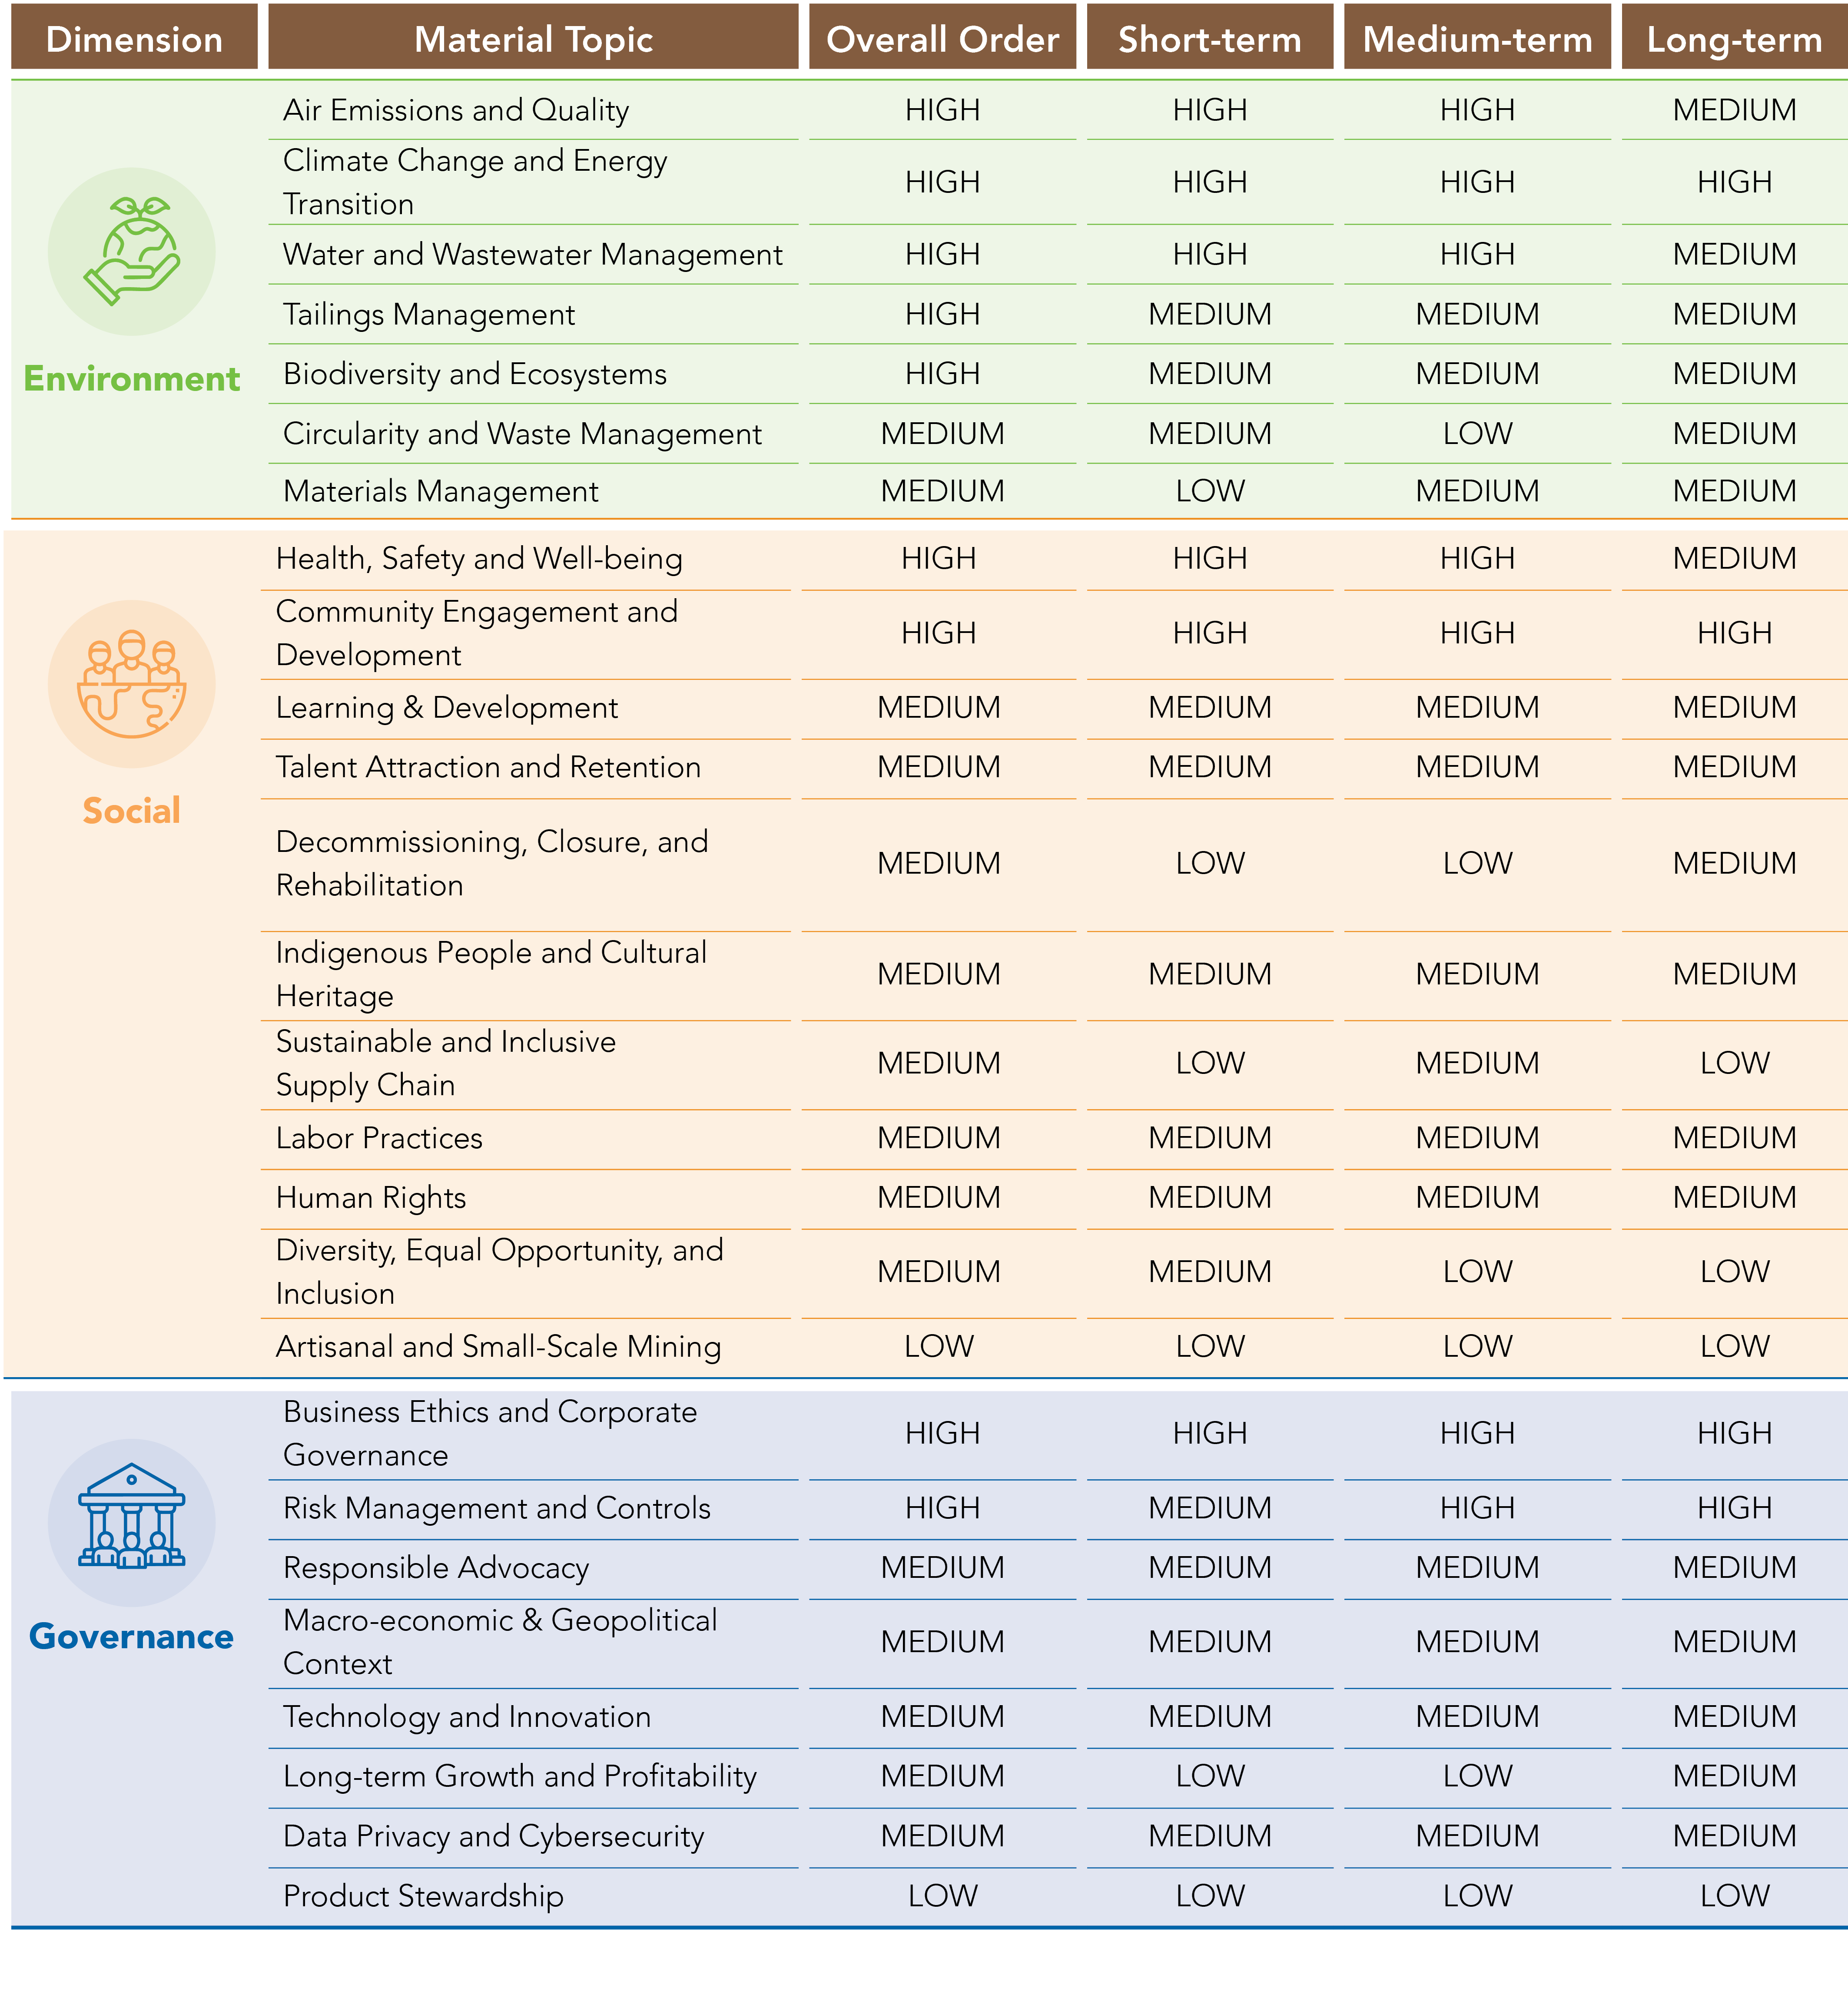 Dimension Material Topic Overall Order Short-term Medium-term Long-term
Environment
Air Emissions and Quality HIGH HIGH HIGH MEDIUM
Climate Change and Energy
Transition HIGH HIGH HIGH HIGH
Water and Wastewater Management HIGH HIGH HIGH MEDIUM
Tailings Management HIGH MEDIUM MEDIUM MEDIUM
Biodiversity and Ecosystems HIGH MEDIUM MEDIUM MEDIUM
Circularity and Waste Management MEDIUM MEDIUM LOW MEDIUM
Materials Management MEDIUM LOW MEDIUM MEDIUM
Social
Health, Safety and Well-being HIGH HIGH HIGH MEDIUM
Community Engagement and
Development HIGH HIGH HIGH HIGH
Learning & Development MEDIUM MEDIUM MEDIUM MEDIUM
Talent Attraction and Retention MEDIUM MEDIUM MEDIUM MEDIUM
Decommissioning, Closure, and
Rehabilitation MEDIUM LOW LOW MEDIUM
Indigenous People and Cultural
Heritage MEDIUM MEDIUM MEDIUM MEDIUM
Sustainable and Inclusive
Supply Chain MEDIUM LOW MEDIUM LOW
Labor Practices MEDIUM MEDIUM MEDIUM MEDIUM
Human Rights MEDIUM MEDIUM MEDIUM MEDIUM
Diversity, Equal Opportunity, and
Inclusion MEDIUM MEDIUM LOW LOW
Artisanal and Small-Scale Mining LOW LOW LOW LOW
Governance
Business Ethics and Corporate
Governance HIGH HIGH HIGH HIGH
Risk Management and Controls HIGH MEDIUM HIGH HIGH
Responsible Advocacy MEDIUM MEDIUM MEDIUM MEDIUM
Macro-economic & Geopolitical
Context MEDIUM MEDIUM MEDIUM MEDIUM
Technology and Innovation MEDIUM MEDIUM MEDIUM MEDIUM
Long-term Growth and Profitability MEDIUM LOW LOW MEDIUM
Data Privacy and Cybersecurity MEDIUM MEDIUM MEDIUM MEDIUM
Product Stewardship LOW LOW LOW LOW